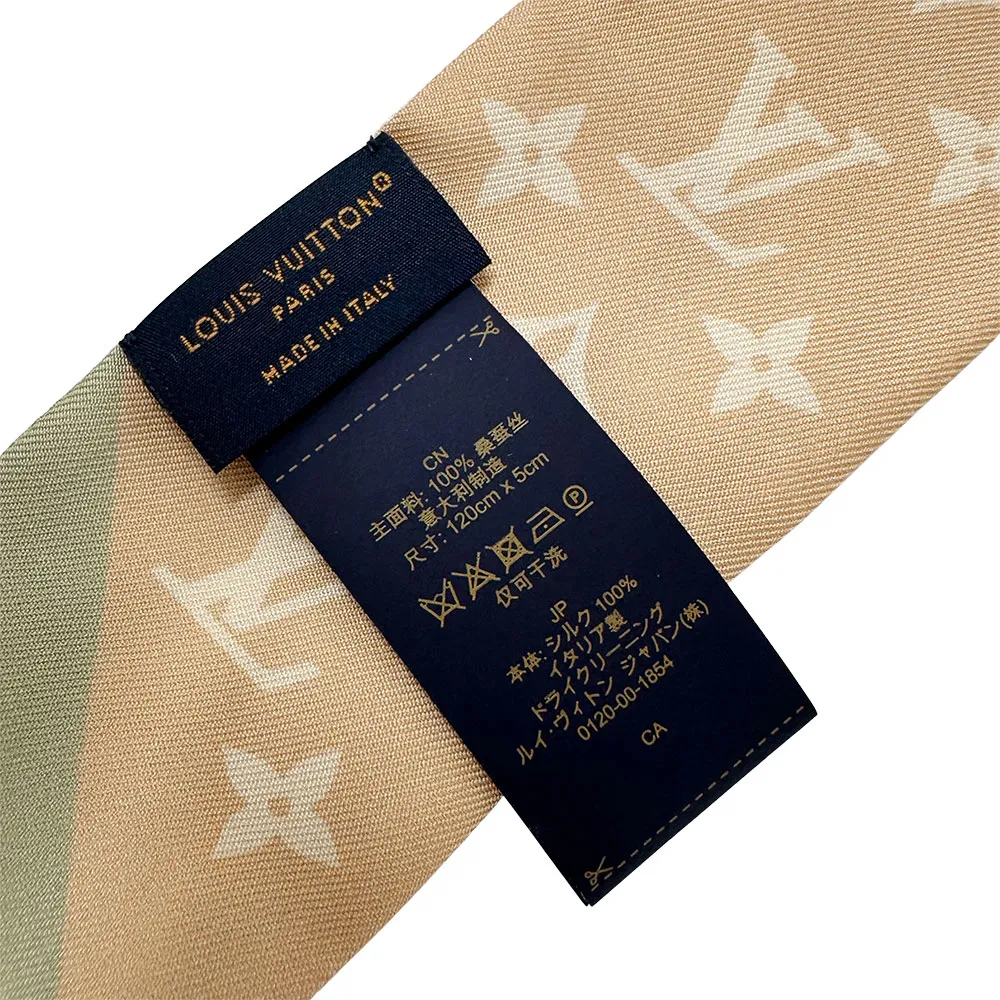 LOUIS VUITTON®
PARIS
MADE IN ITALY
CN
主面料: 100% 桑蚕丝
意大利制造
尺寸: 120cm x 5cm
P
仅可干洗
JP
本体: シルク 100%
イタリア製
ドライクリーニング
ルイ・ヴィトン ジャパン(株)
0120-00-1854
CA